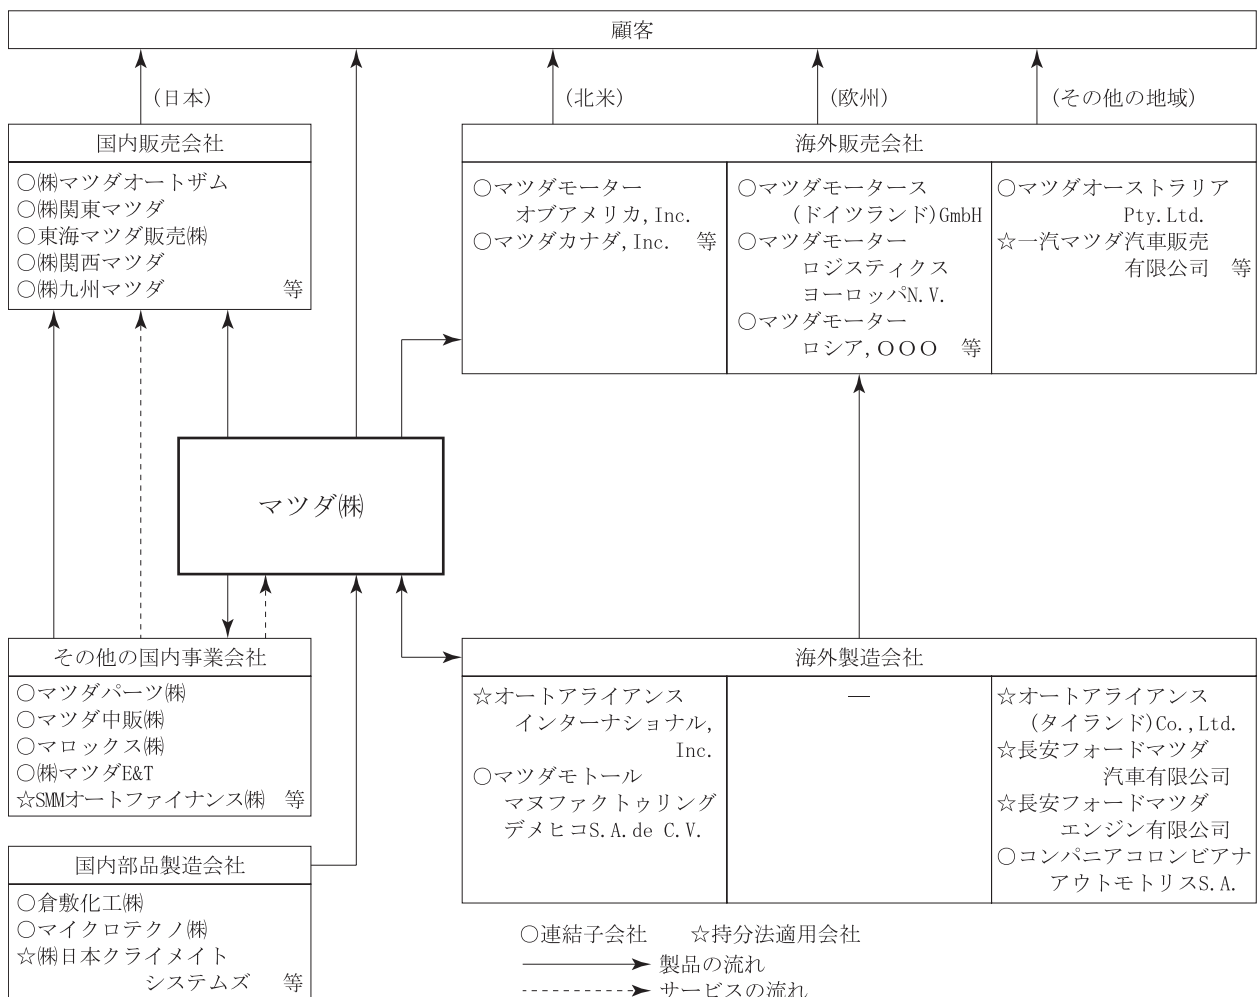 顧客
(日本)
(北米)
(欧州)
(その他の地域)
国内販売会社
○㈱マツダオートザム
○㈱関東マツダ
○東海マツダ販売㈱
○㈱関西マツダ
○㈱九州マツダ 等
海外販売会社
○マツダモーター
オブアメリカ,Inc.
○マツダカナダ,Inc. 等
○マツダモータース
(ドイツランド)GmbH
○マツダモーター
ロジスティクス
ヨーロッパN.V.
○マツダモーター
ロシア,OOO 等
○マツダオーストラリア
Pty.Ltd.
☆一汽マツダ汽車販売
有限公司 等
マツダ㈱
その他の国内事業会社
○マツダパーツ㈱
○マツダ中販㈱
○マロックス㈱
○㈱マツダE&T
☆SMMオートファイナンス㈱ 等
国内部品製造会社
○倉敷化工㈱
○マイクロテクノ㈱
☆㈱日本クライメイト
システムズ 等
海外製造会社
☆オートアライアンス
インターナショナル,
Inc.
○マツダモトール
マヌファクトゥリング
デメヒコS.A.de C.V.
―
☆オートアライアンス
(タイランド)Co.,Ltd.
☆長安フォードマツダ
汽車有限公司
☆長安フォードマツダ
エンジン有限公司
○コンパニアコロンビアナ
アウトモトリスS.A.
○連結子会社 ☆持分法適用会社
製品の流れ
サービスの流れ